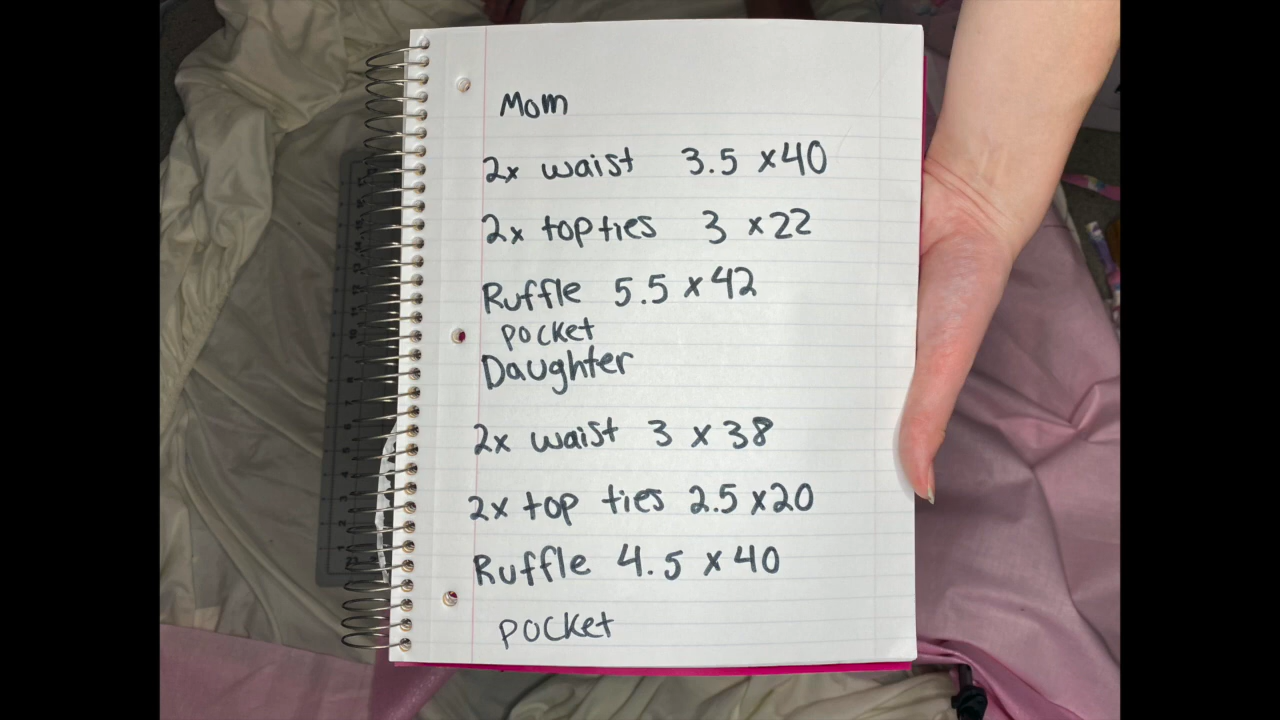 Mom
2x waist 3.5 x40
2x top ties 3 x22
Ruffle 5.5 x 42
pocket
Daughter
2x waist 3 x 38
2x top ties 2.5 x20
Ruffle 4.5 x 40
pocket